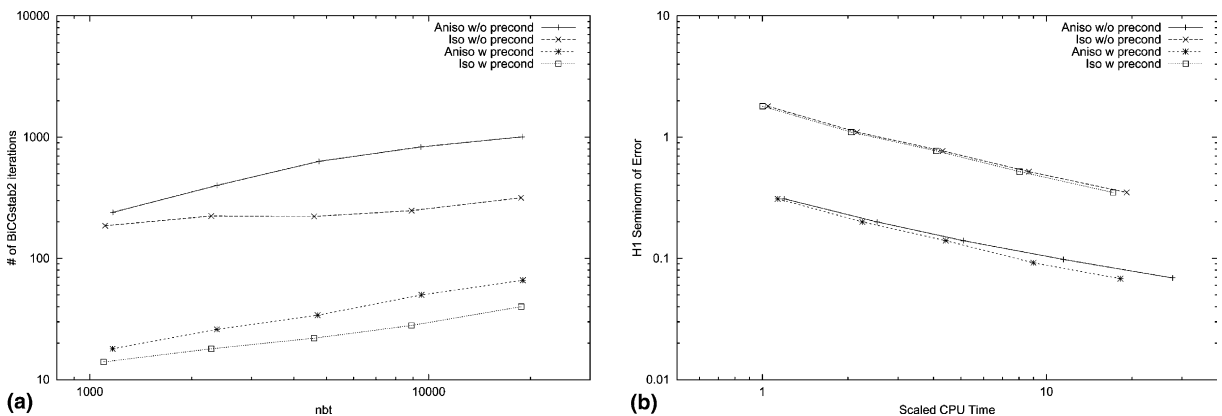 10000
1000
100
10
1000
10000
# of BiCGstab2 iterations
nbt
Aniso w/o precond
Iso w/o precond
Aniso w precond
Iso w precond
(a)
10
1
0.1
0.01
1
10
H1 Seminorm of Error
Scaled CPU Time
Aniso w/o precond
Iso w/o precond
Aniso w precond
Iso w precond
(b)